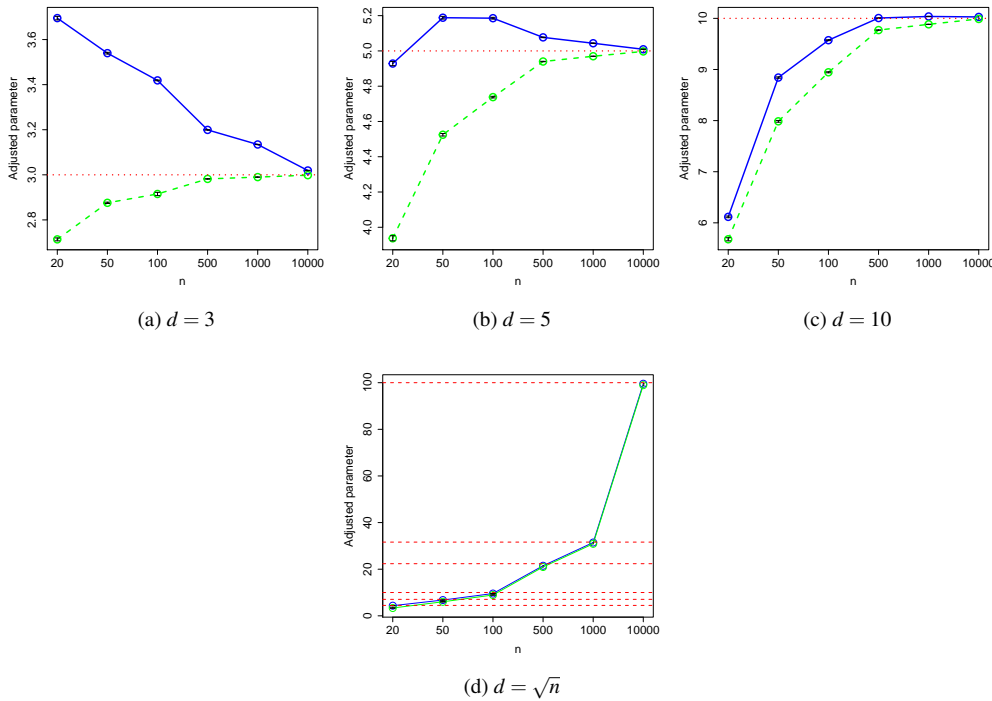 Adjusted parameter
3.6
3.4
3.2
3.0
2.8
20 50 100 500 1000 10000
n
(a) d = 3
Adjusted parameter
5.2
5.0
4.8
4.6
4.4
4.2
4.0
20 50 100 500 1000 10000
n
(b) d = 5
Adjusted parameter
10
9
8
7
6
20 50 100 500 1000 10000
n
(c) d = 10
Adjusted parameter
100
80
60
40
20
0
20 50 100 500 1000 10000
n
(d) d = √n